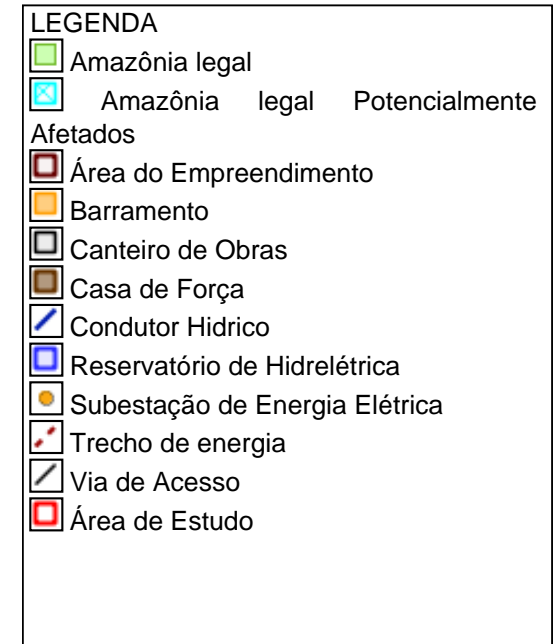 LEGENDA
Amazônia legal
Amazônia legal Potencialmente
Afetados
Área do Empreendimento
Barramento
Canteiro de Obras
Casa de Força
Condutor Hidrico
Reservatório de Hidrelétrica
Subestação de Energia Elétrica
Trecho de energia
Via de Acesso
Área de Estudo